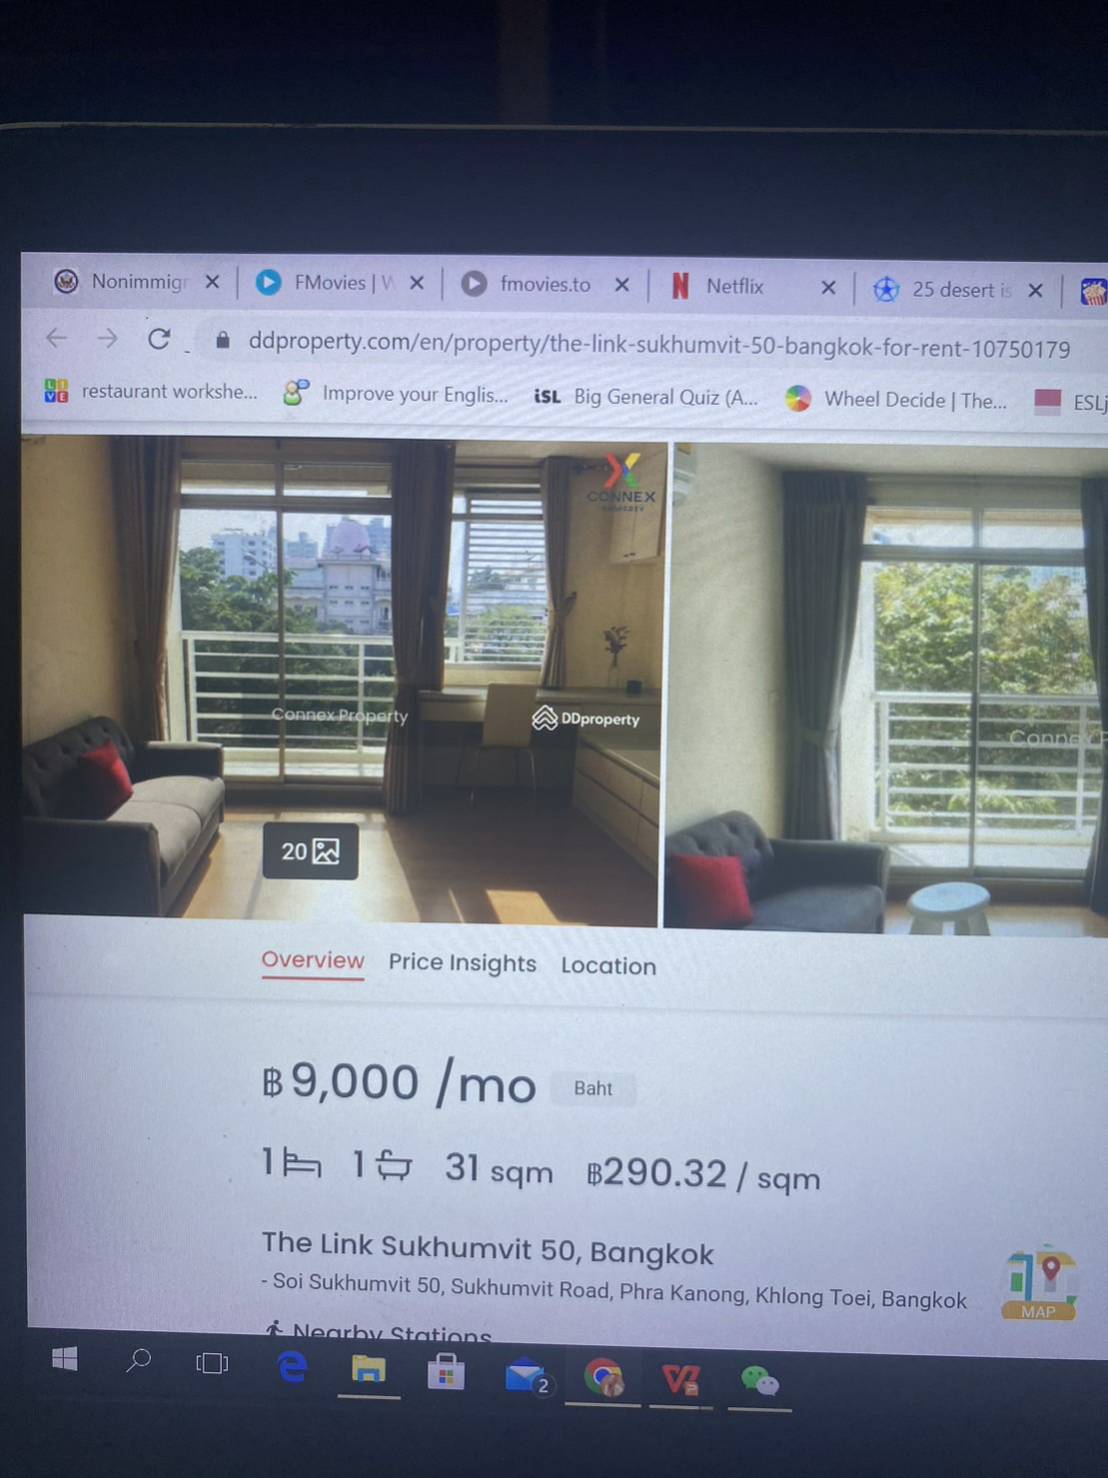 Nonimmigr
FMovies | W
fmovies.to
Netflix
25 desert is
ddproperty.com/en/property/the-link-sukhumvit-50-bangkok-for-rent-10750179
LIVE
restaurant workshe...
Improve your Englis...
iSL
Big General Quiz (A...
Wheel Decide | The...
ESLj
CONNEX
PROPERTY
Connex Property
DDproperty
Connex P
20
Overview
Price Insights
Location
฿9,000 /mo
Baht
1
1
31 sqm
฿290.32 / sqm
The Link Sukhumvit 50, Bangkok
- Soi Sukhumvit 50, Sukhumvit Road, Phra Kanong, Khlong Toei, Bangkok
MAP
Nearby Stations
2